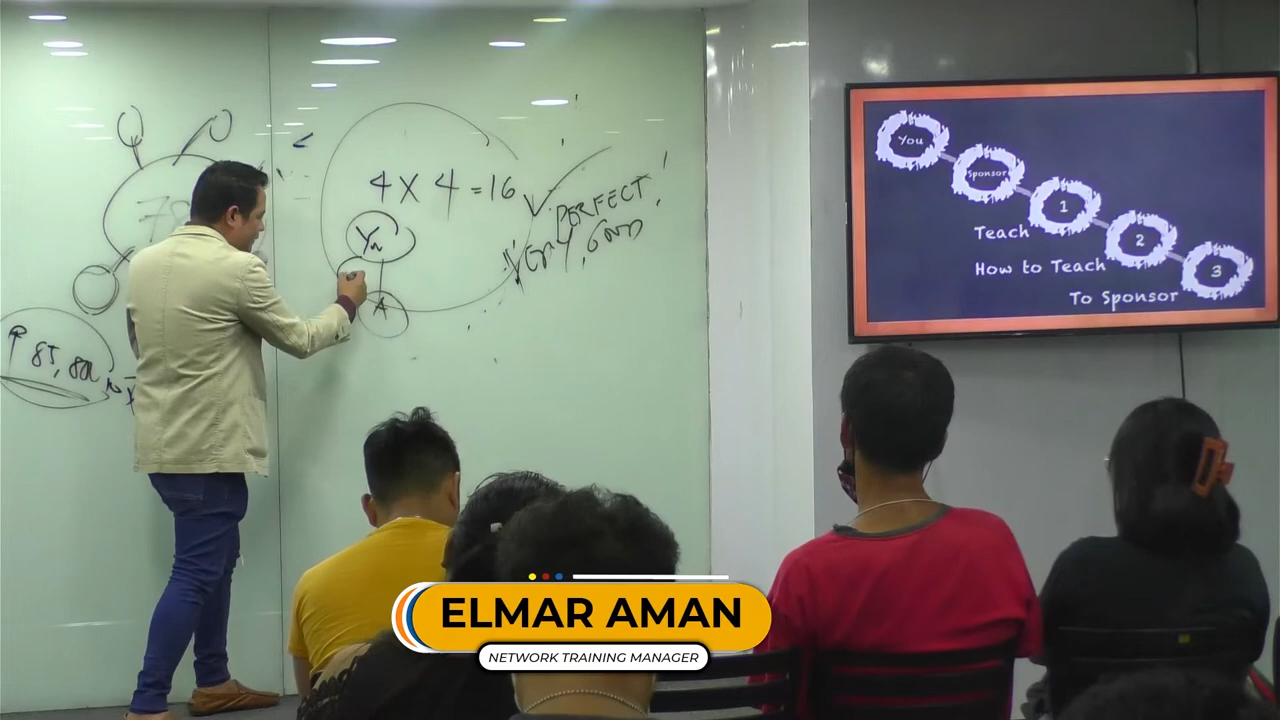 4 X 4 = 16
PERFECT!
VERY GOOD
You
4
You
Sponsor
1
Teach
2
How to Teach
3
To Sponsor
ELMAR AMAN
NETWORK TRAINING MANAGER